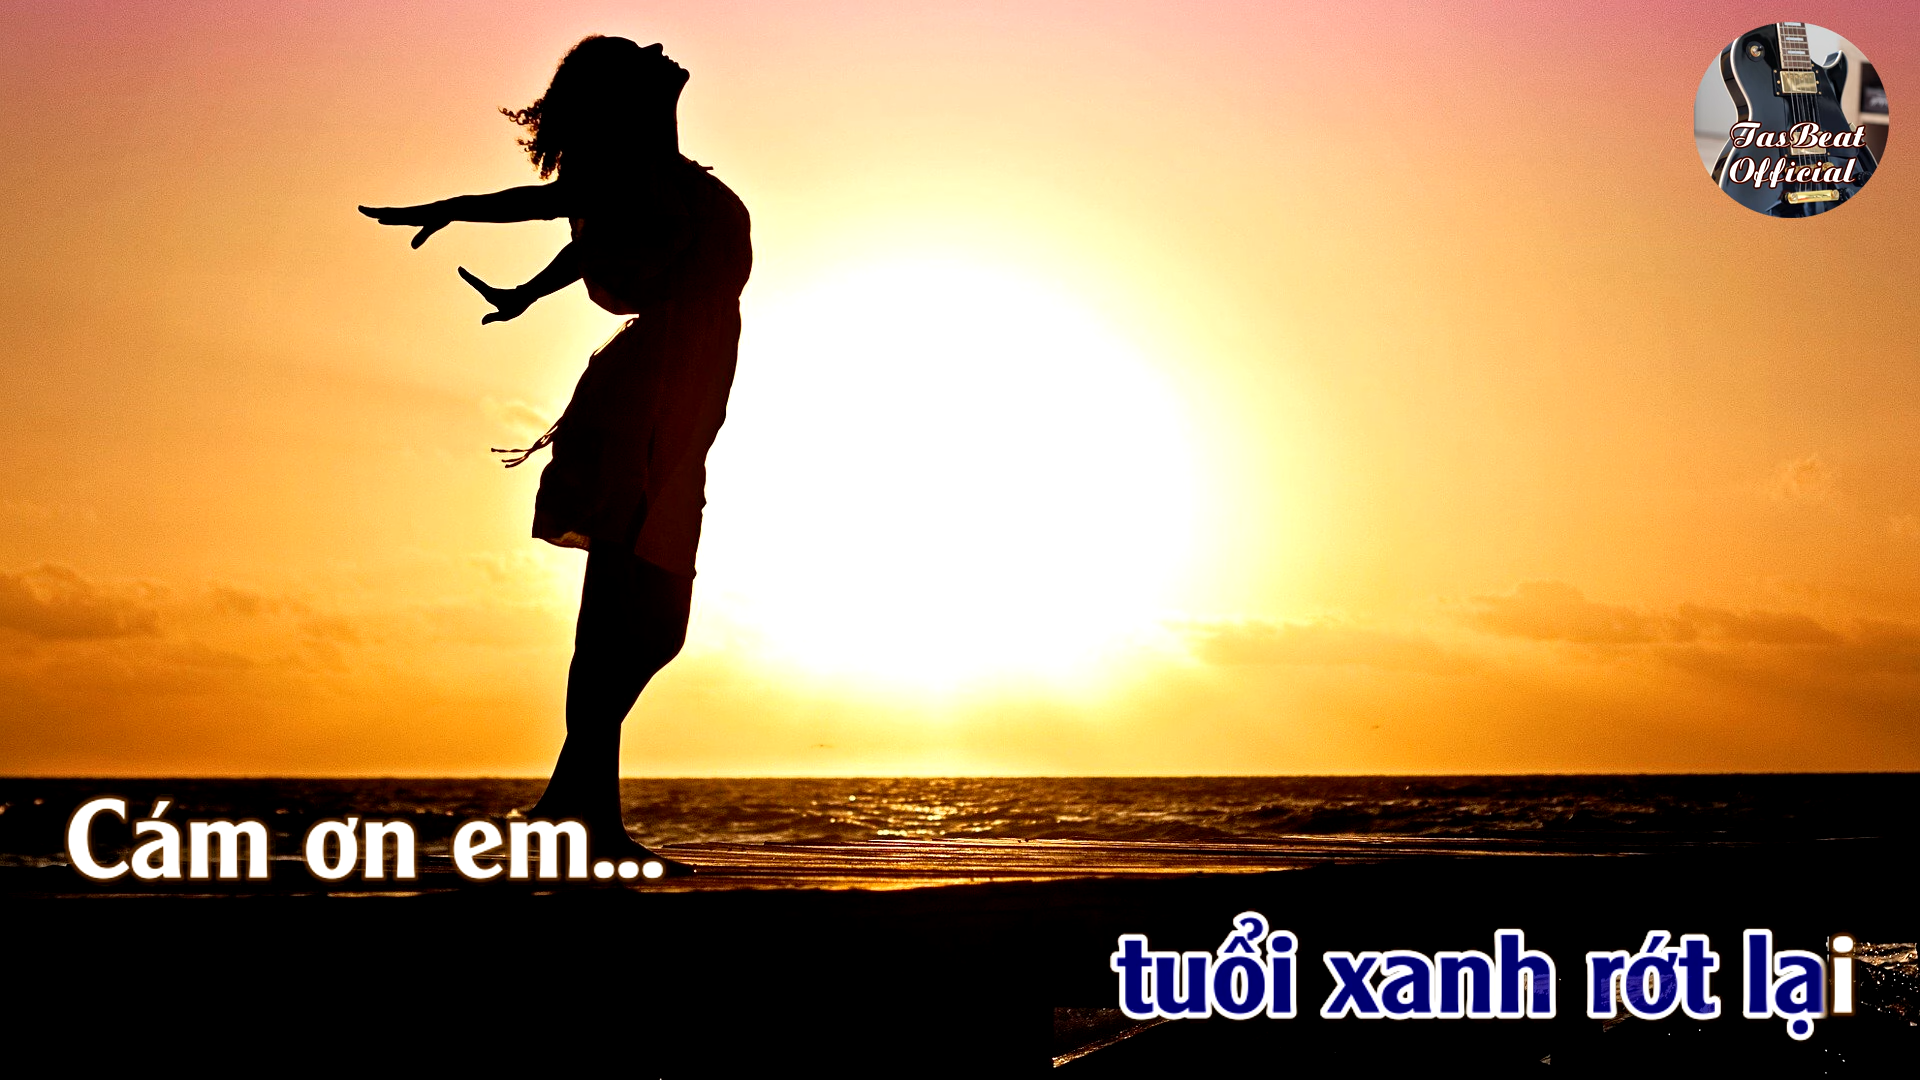 TasBeat
Official
Cám ơn em...
tuổi xanh rớt lại